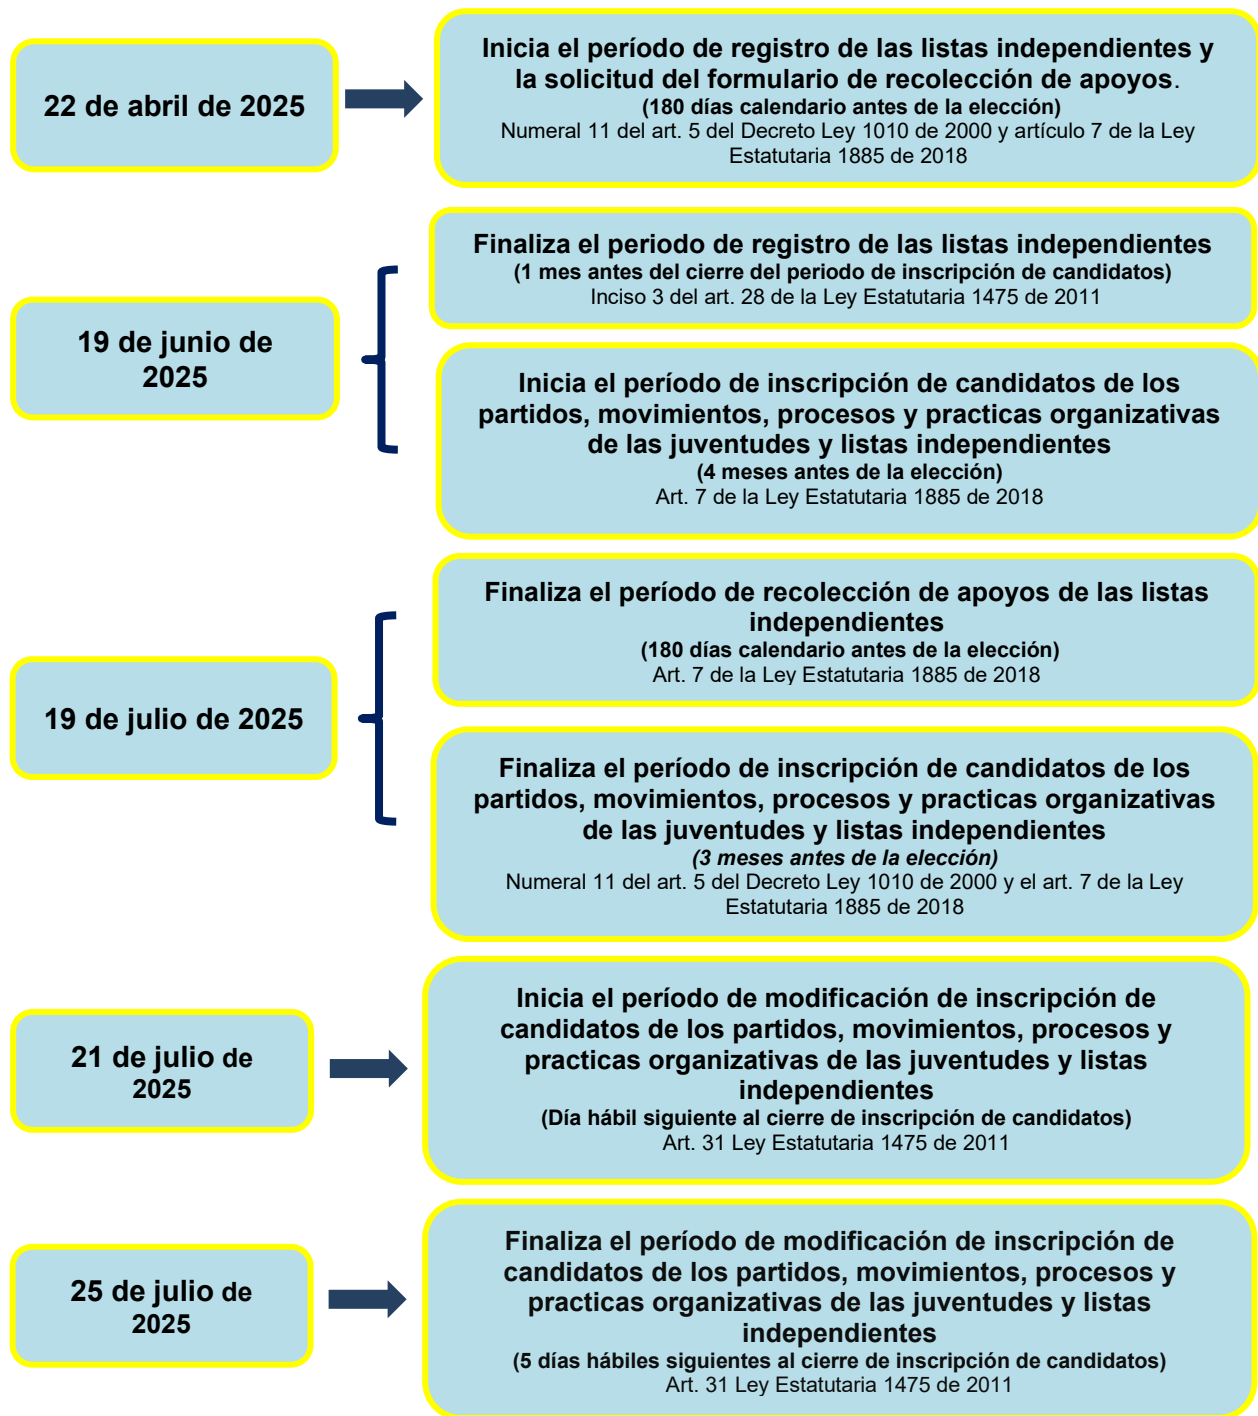 22 de abril de 2025
Inicia el período de registro de las listas independientes y
la solicitud del formulario de recolección de apoyos.
(180 días calendario antes de la elección)
Numeral 11 del art. 5 del Decreto Ley 1010 de 2000 y artículo 7 de la Ley
Estatutaria 1885 de 2018
19 de junio de
2025
Finaliza el periodo de registro de las listas independientes
(1 mes antes del cierre del periodo de inscripción de candidatos)
Inciso 3 del art. 28 de la Ley Estatutaria 1475 de 2011
Inicia el período de inscripción de candidatos de los
partidos, movimientos, procesos y practicas organizativas
de las juventudes y listas independientes
(4 meses antes de la elección)
Art. 7 de la Ley Estatutaria 1885 de 2018
19 de julio de 2025
Finaliza el período de recolección de apoyos de las listas
independientes
(180 días calendario antes de la elección)
Art. 7 de la Ley Estatutaria 1885 de 2018
Finaliza el período de inscripción de candidatos de los
partidos, movimientos, procesos y practicas organizativas
de las juventudes y listas independientes
(3 meses antes de la elección)
Numeral 11 del art. 5 del Decreto Ley 1010 de 2000 y el art. 7 de la Ley
Estatutaria 1885 de 2018
21 de julio de
2025
Inicia el período de modificación de inscripción de
candidatos de los partidos, movimientos, procesos y
practicas organizativas de las juventudes y listas
independientes
(Día hábil siguiente al cierre de inscripción de candidatos)
Art. 31 Ley Estatutaria 1475 de 2011
25 de julio de
2025
Finaliza el período de modificación de inscripción de
candidatos de los partidos, movimientos, procesos y
practicas organizativas de las juventudes y listas
independientes
(5 días hábiles siguientes al cierre de inscripción de candidatos)
Art. 31 Ley Estatutaria 1475 de 2011